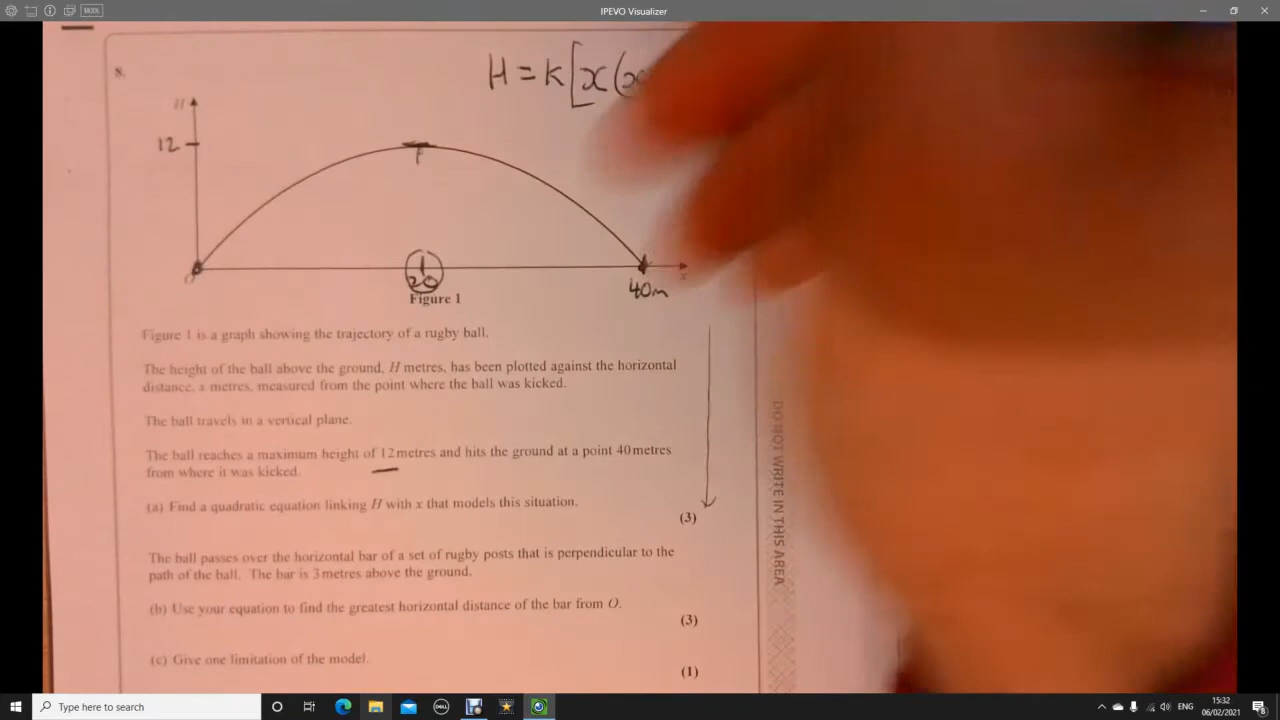 IPEVO Visualizer
MODL
8.
H = K[x(x
H
12
20
40m
O
x
Figure 1
Figure 1 is a graph showing the trajectory of a rugby ball.
The height of the ball above the ground, H metres, has been plotted against the horizontal
distance, x metres, measured from the point where the ball was kicked.
The ball travels in a vertical plane.
The ball reaches a maximum height of 12 metres and hits the ground at a point 40 metres
from where it was kicked.
(a) Find a quadratic equation linking H with x that models this situation.
(3)
The ball passes over the horizontal bar of a set of rugby posts that is perpendicular to the
path of the ball. The bar is 3 metres above the ground.
(b) Use your equation to find the greatest horizontal distance of the bar from O.
(3)
(c) Give one limitation of the model.
(1)
DO NOT WRITE IN THIS AREA
Type here to search
DELL
ENG
15:32
06/02/2021
8